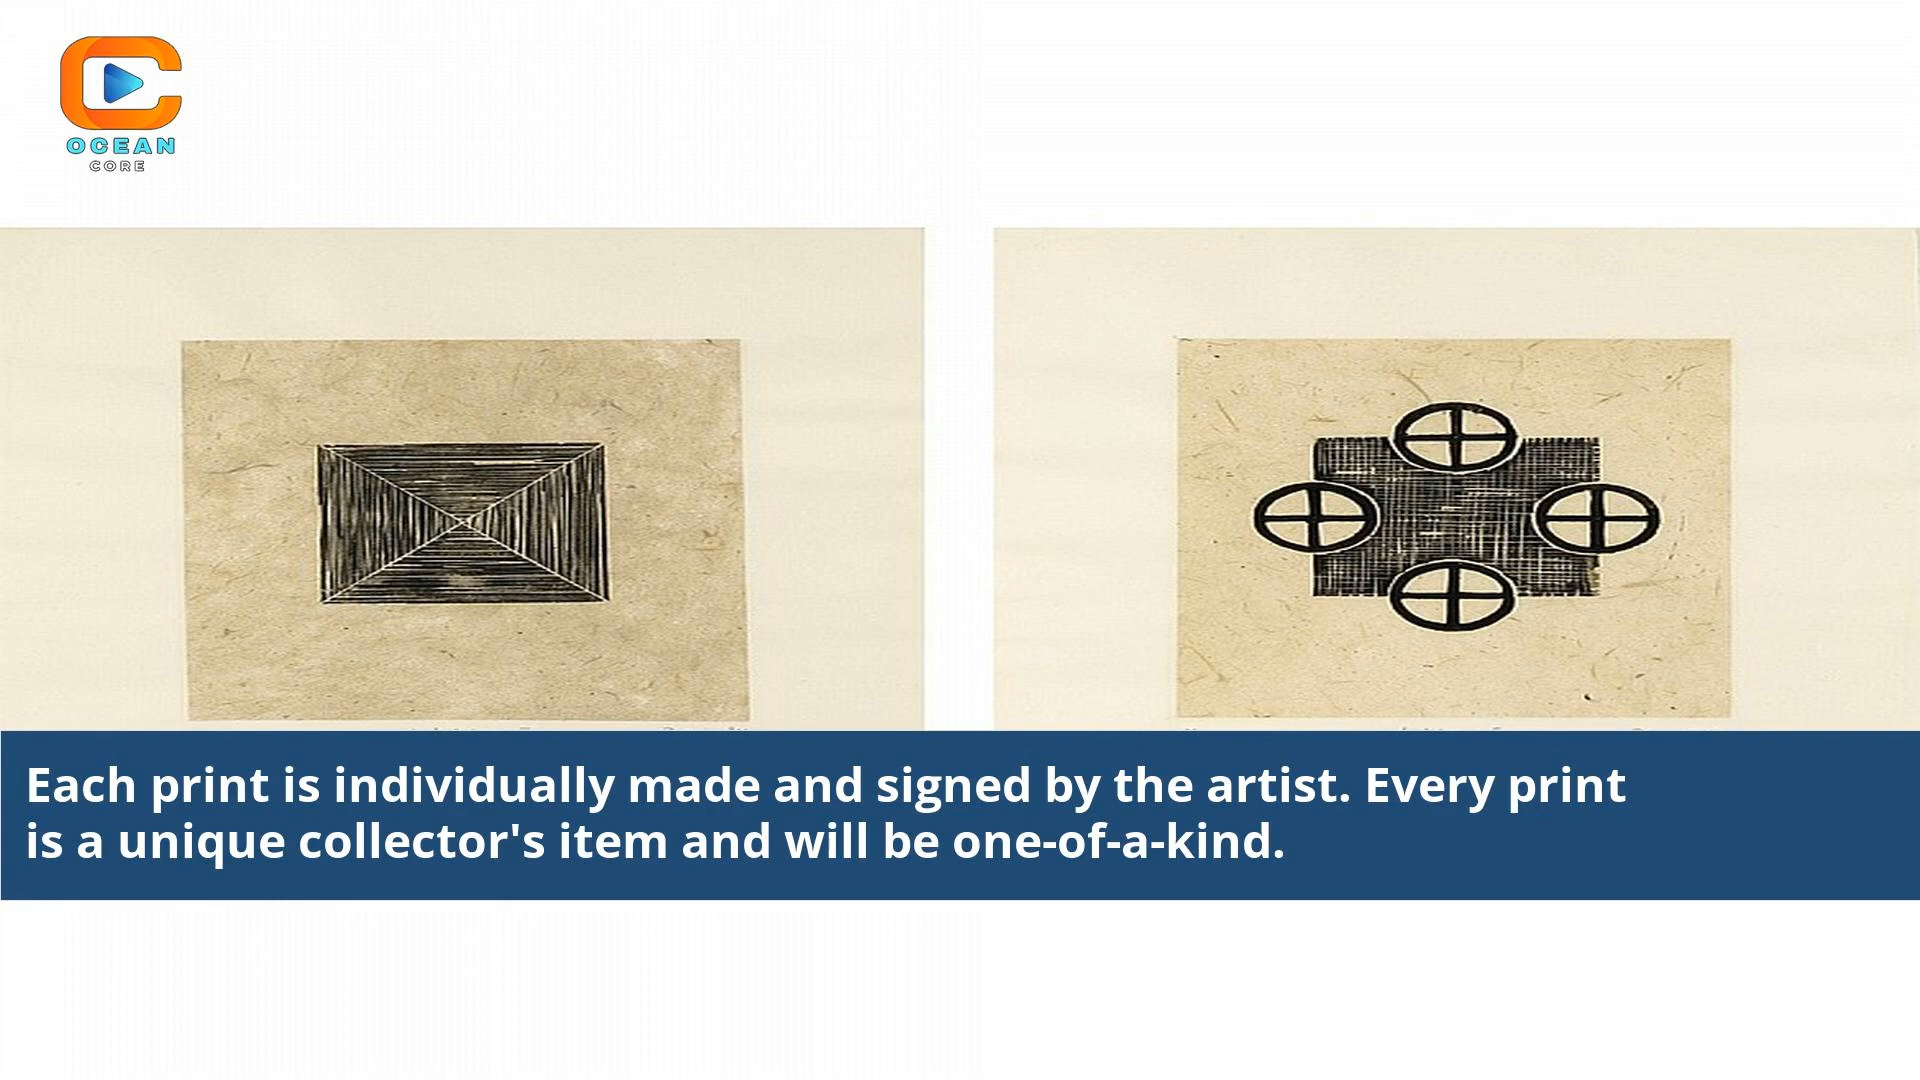 OCEAN
CORE
Each print is individually made and signed by the artist. Every print
is a unique collector's item and will be one-of-a-kind.